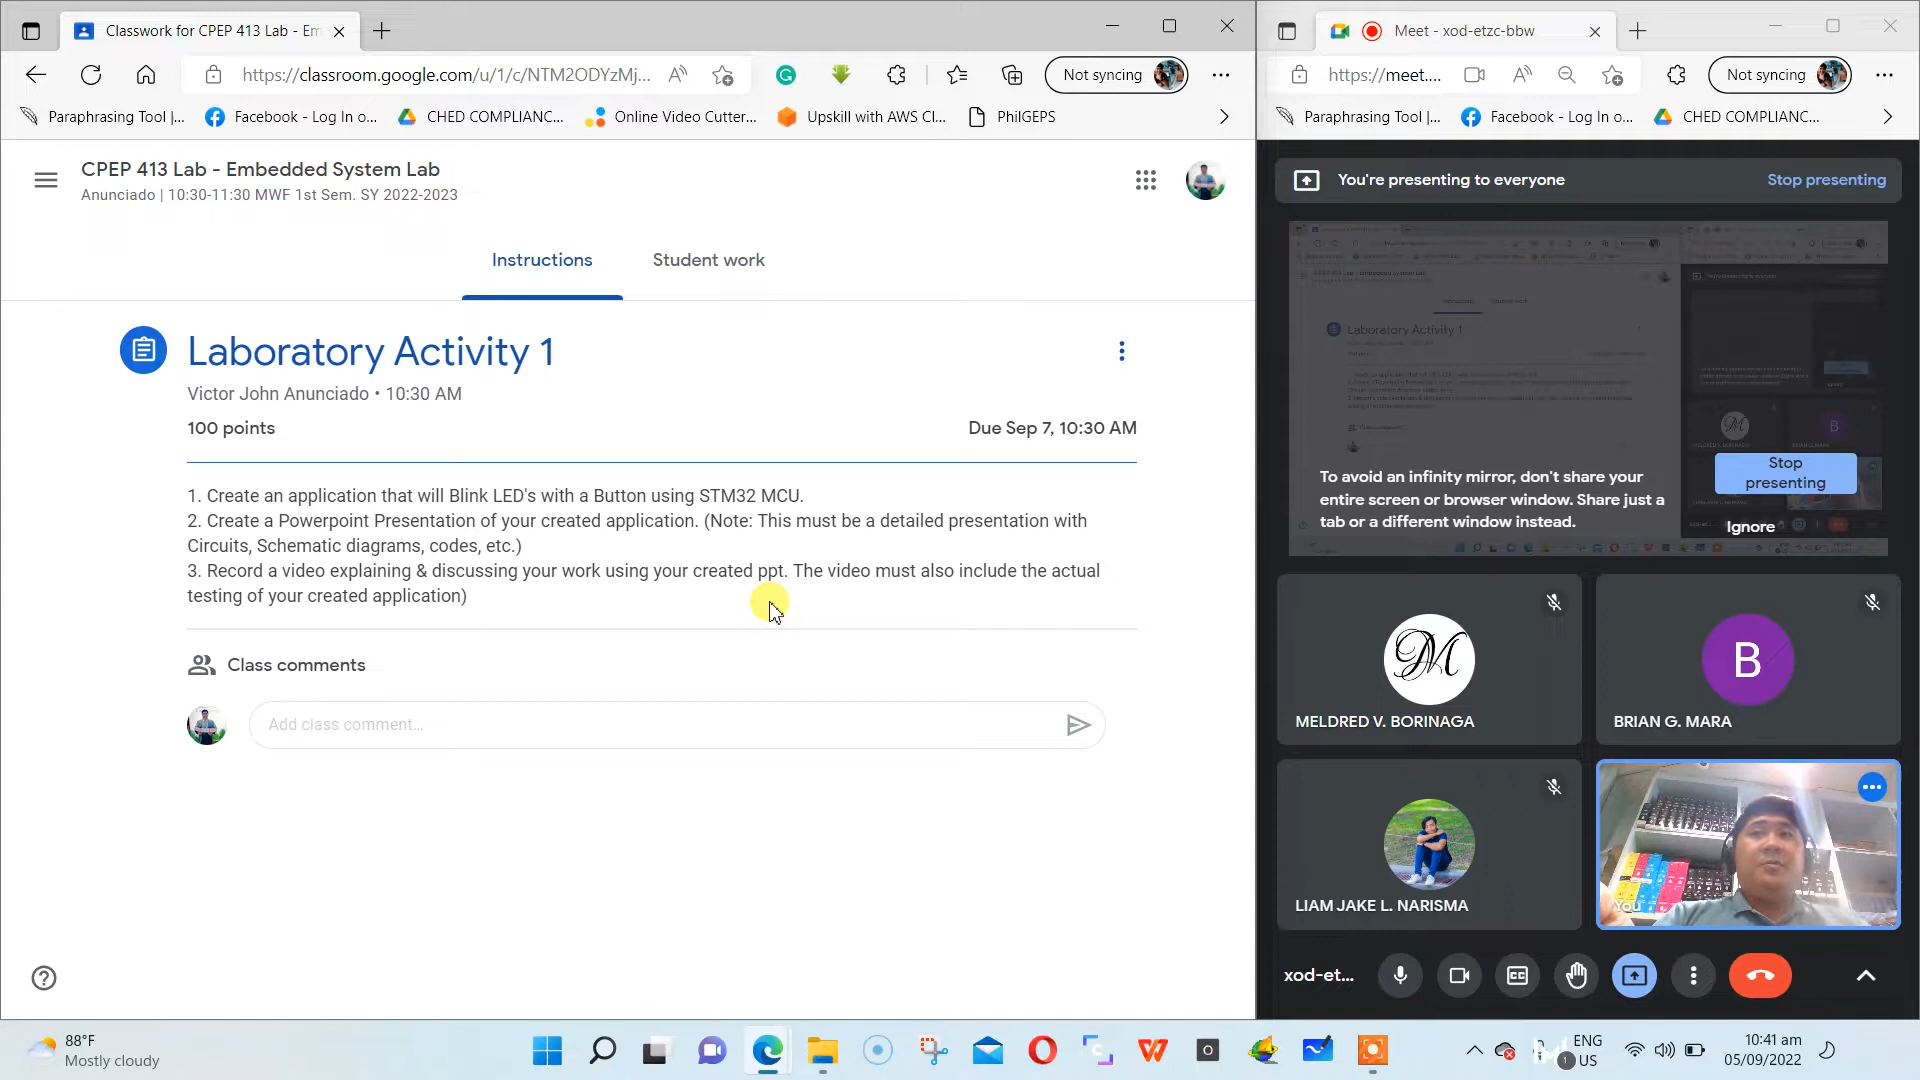 Classwork for CPEP 413 Lab - Em
https://classroom.google.com/u/1/c/NTM2ODYzMj...
Not syncing
Paraphrasing Tool |...
Facebook - Log In o...
CHED COMPLIANC...
Online Video Cutter...
Upskill with AWS Cl...
PhilGEPS
CPEP 413 Lab - Embedded System Lab
Anunciado | 10:30-11:30 MWF 1st Sem. SY 2022-2023
Instructions
Student work
Laboratory Activity 1
Victor John Anunciado • 10:30 AM
100 points
Due Sep 7, 10:30 AM
1. Create an application that will Blink LED's with a Button using STM32 MCU.
2. Create a Powerpoint Presentation of your created application. (Note: This must be a detailed presentation with
Circuits, Schematic diagrams, codes, etc.)
3. Record a video explaining & discussing your work using your created ppt. The video must also include the actual
testing of your created application)
Class comments
Add class comment...
Meet - xod-etzc-bbw
https://meet....
Not syncing
Paraphrasing Tool |...
Facebook - Log In o...
CHED COMPLIANC...
You're presenting to everyone
Stop presenting
Laboratory Activity 1
To avoid an infinity mirror, don't share your
entire screen or browser window. Share just a
tab or a different window instead.
Stop
presenting
Ignore
M
MELDRED V. BORINAGA
B
BRIAN G. MARA
LIAM JAKE L. NARISMA
You
xod-et...
88°F
Mostly cloudy
ENG
US
1
10:41 am
05/09/2022